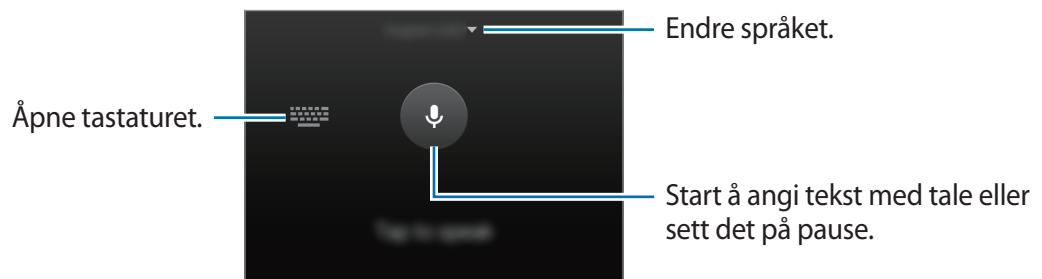 Endre språket.
Åpne tastaturet.
Start å angi tekst med tale eller
sett det på pause.